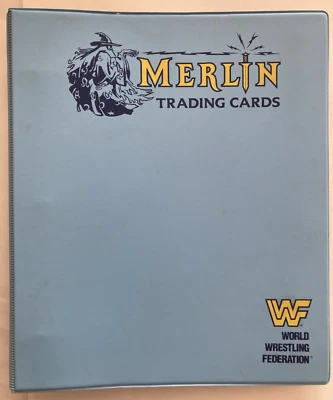 MERLIN
TRADING CARDS
WF
WORLD
WRESTLING
FEDERATION®